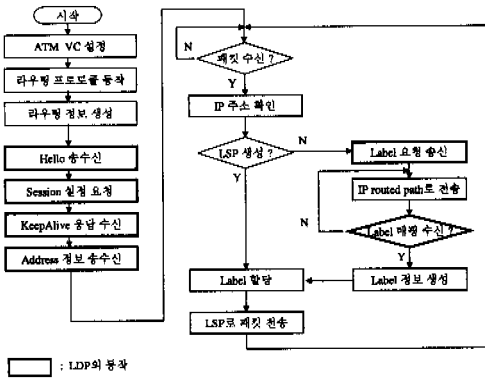 시작
ATM VC 설정
라우팅 프로토콜 동작
라우팅 정보 생성
Hello 송수신
Session 설정 요청
KeepAlive 응답 수신
Address 정보 송수신
N
패킷 수신 ?
Y
IP 주소 확인
LSP 생성 ?
N
Y
Label 요청 송신
IP routed path로 전송
N
Label 매핑 수신 ?
Y
Label 할당
Label 정보 생성
LSP로 패킷 전송
: LDP의 동작